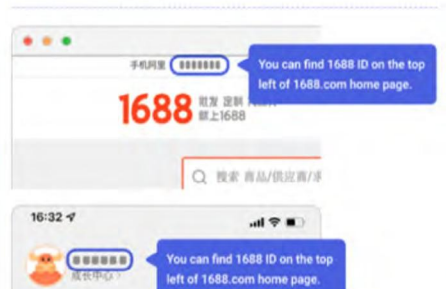 手机阿里
You can find 1688 ID on the top
left of 1688.com home page.
1688 批发 定制
就上1688
搜索 商品/供应商/求
16:32
You can find 1688 ID on the top
成长中心 >
left of 1688.com home page.